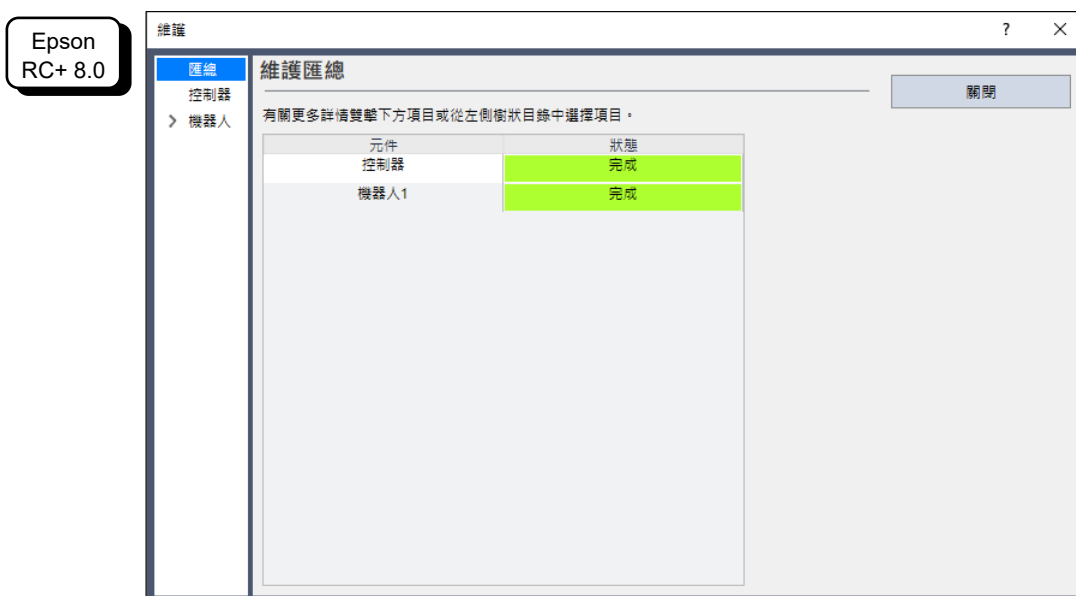 Epson
RC+ 8.0
維護
?
匯總
控制器
機器人
維護匯總
關閉
有關更多詳情雙擊下方項目或從左側樹狀目錄中選擇項目。
元件 狀態
控制器 完成
機器人1 完成